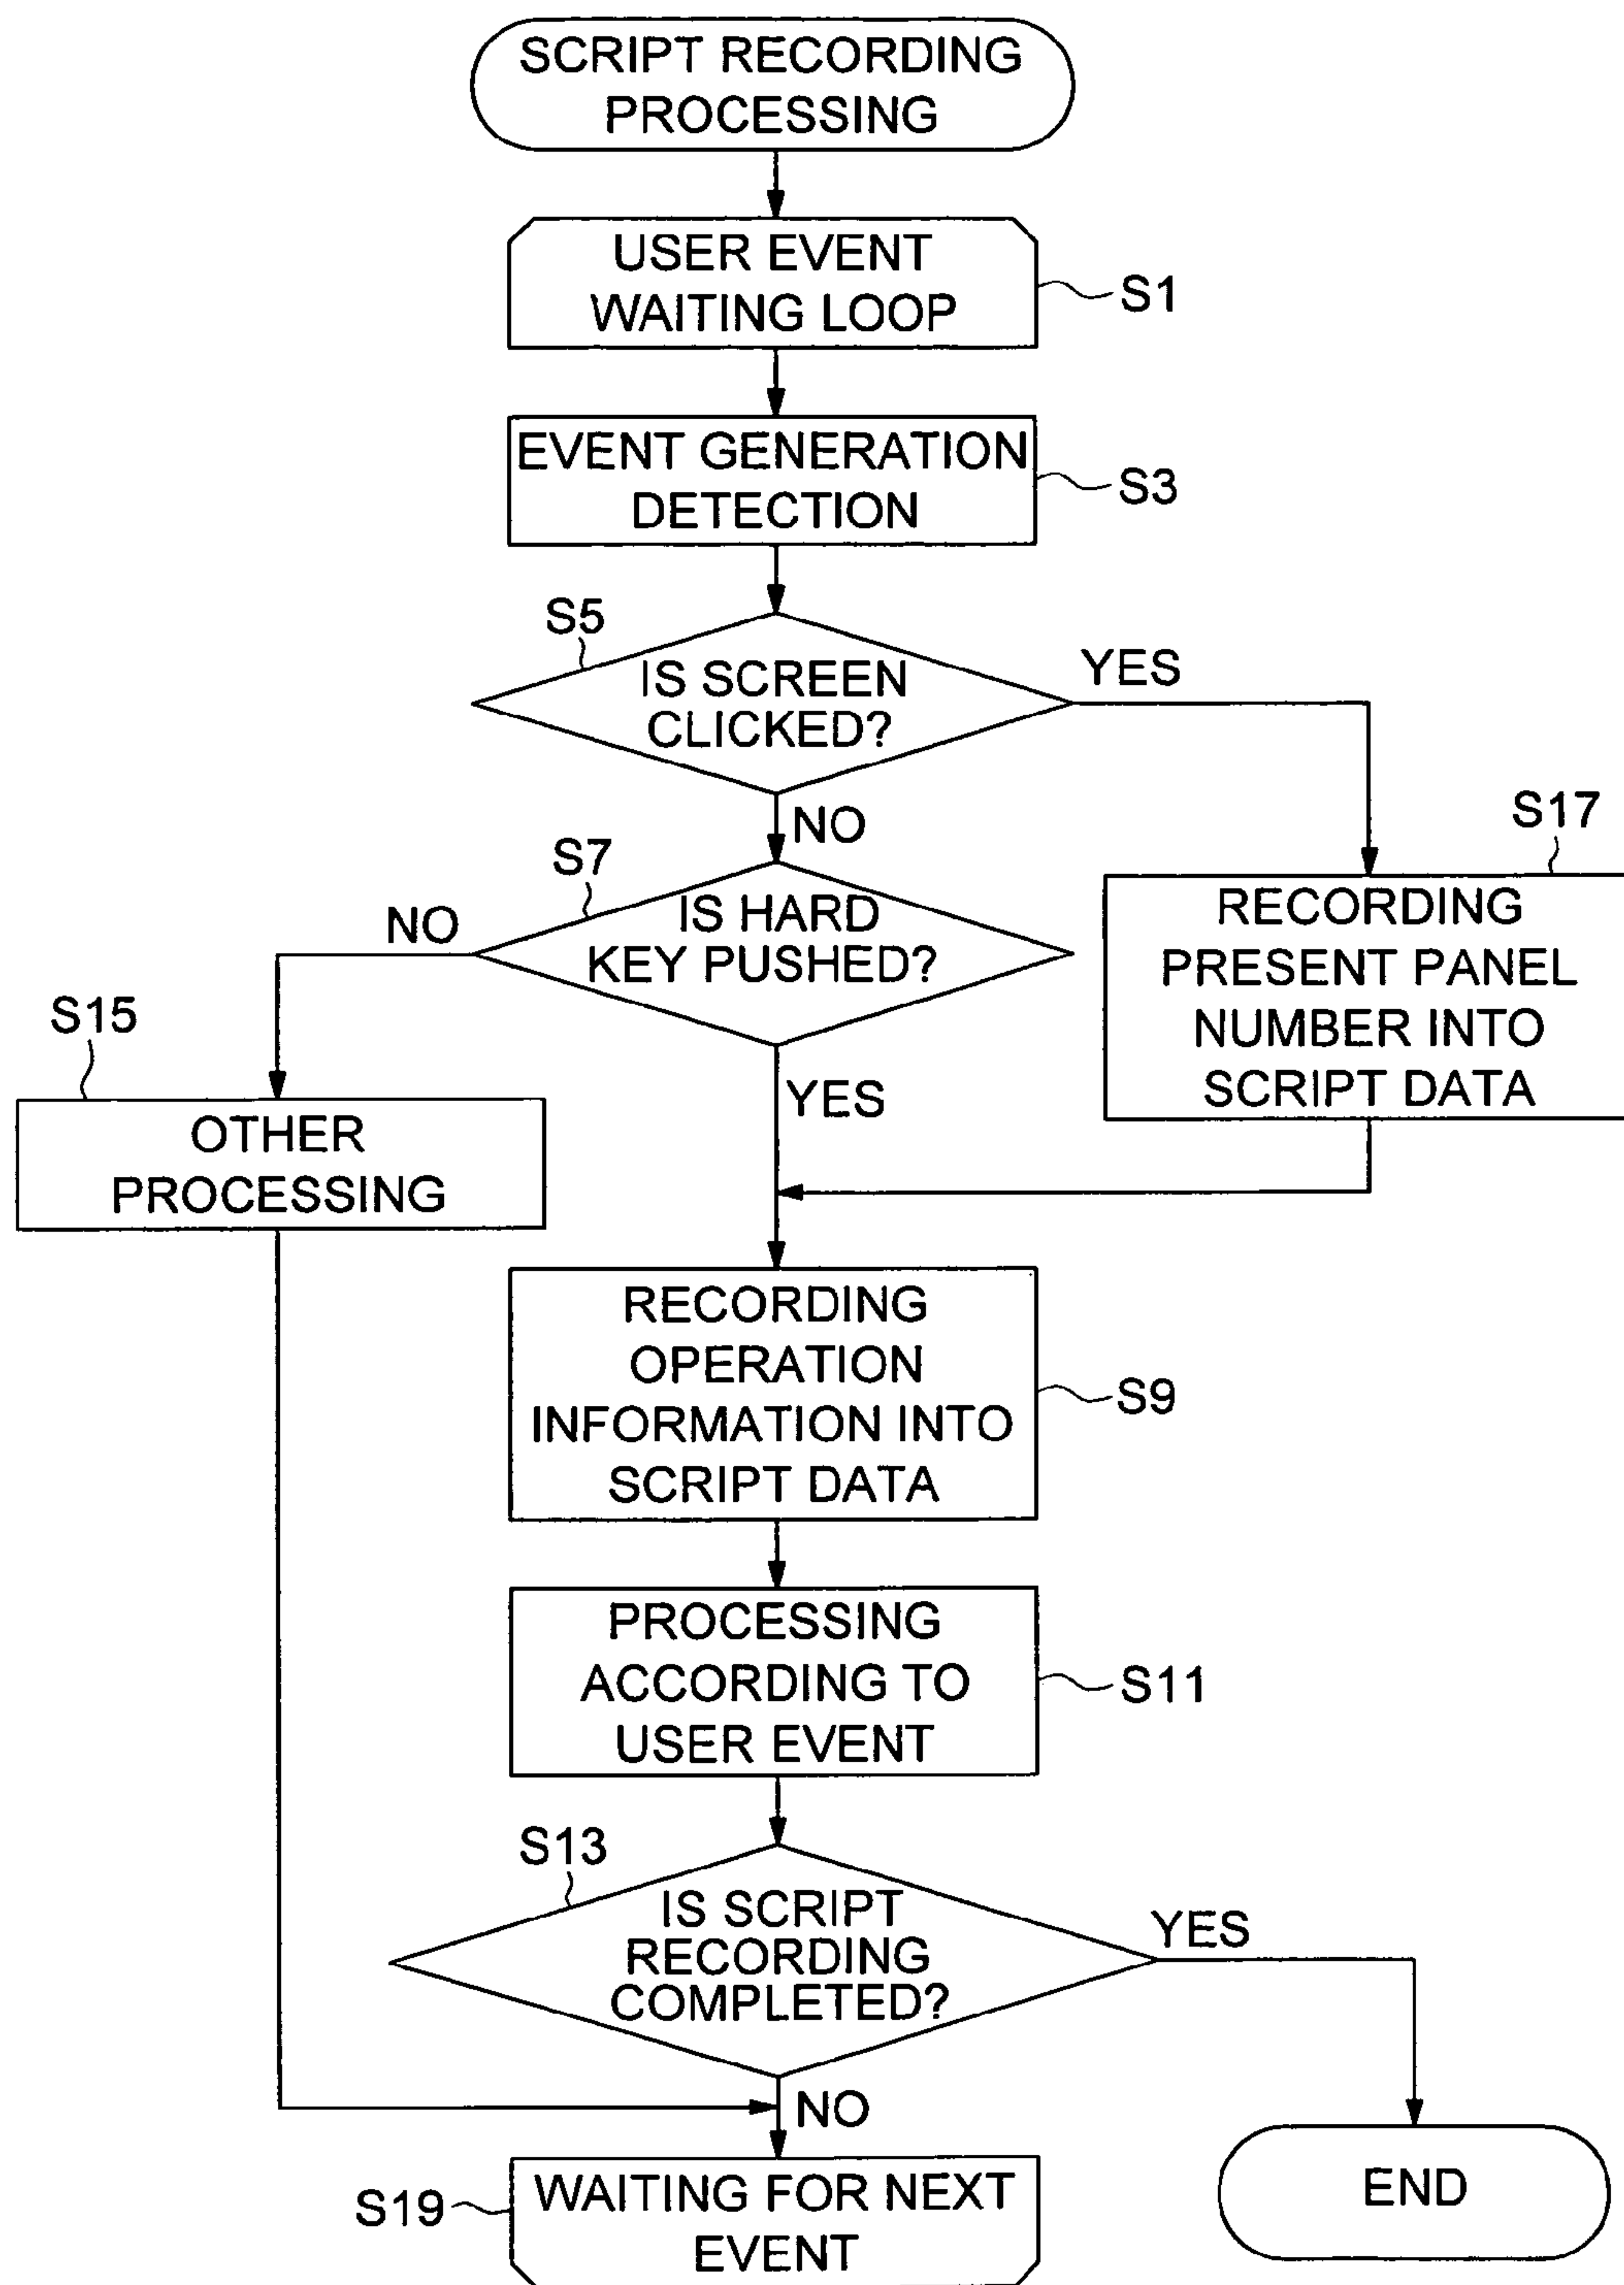 SCRIPT RECORDING
PROCESSING
USER EVENT
WAITING LOOP
S1
EVENT GENERATION
DETECTION
S3
S5
IS SCREEN
CLICKED?
YES
NO
S17
RECORDING
PRESENT PANEL
NUMBER INTO
SCRIPT DATA
S7
IS HARD
KEY PUSHED?
NO
YES
S15
OTHER
PROCESSING
RECORDING
OPERATION
INFORMATION INTO
SCRIPT DATA
S9
PROCESSING
ACCORDING TO
USER EVENT
S11
S13
IS SCRIPT
RECORDING
COMPLETED?
YES
NO
S19
WAITING FOR NEXT
EVENT
END